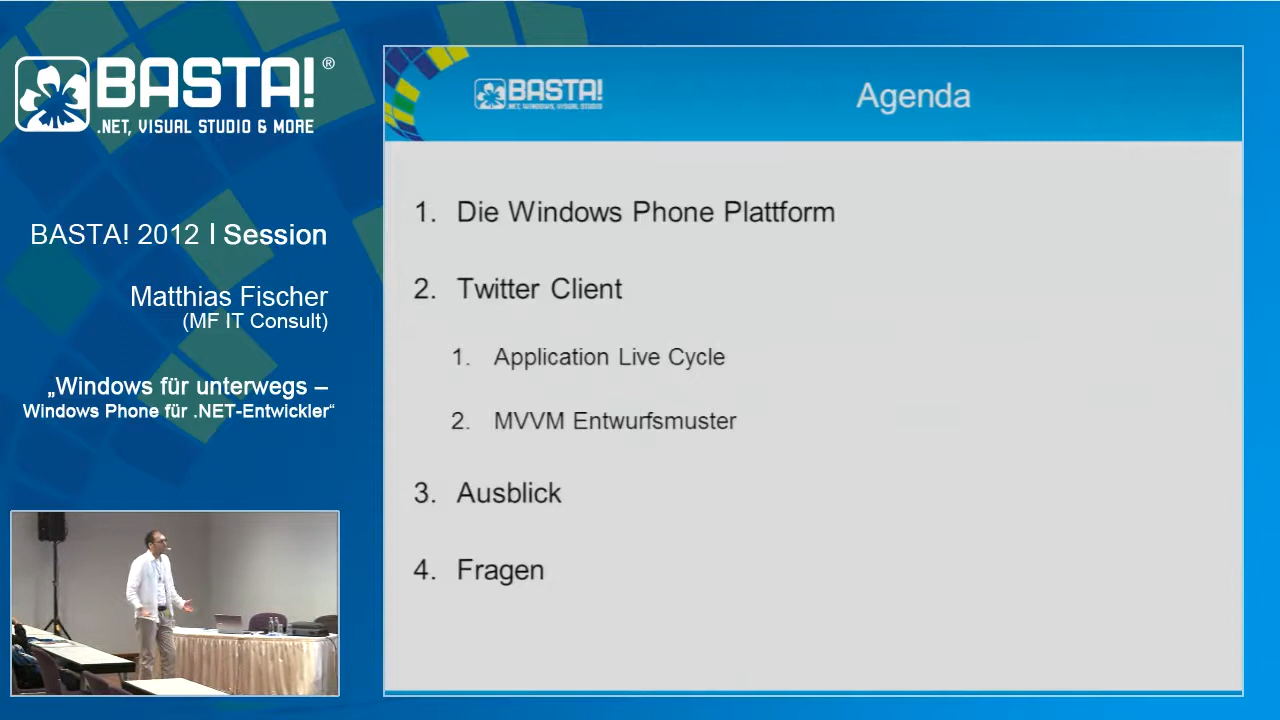 BASTA!®
.NET, VISUAL STUDIO & MORE
BASTA! 2012 | Session
Matthias Fischer
(MF IT Consult)
„Windows für unterwegs –
Windows Phone für .NET-Entwickler“
BASTA!
.NET, WINDOWS, VISUAL STUDIO
Agenda
1. Die Windows Phone Plattform
2. Twitter Client
1. Application Live Cycle
2. MVVM Entwurfsmuster
3. Ausblick
4. Fragen